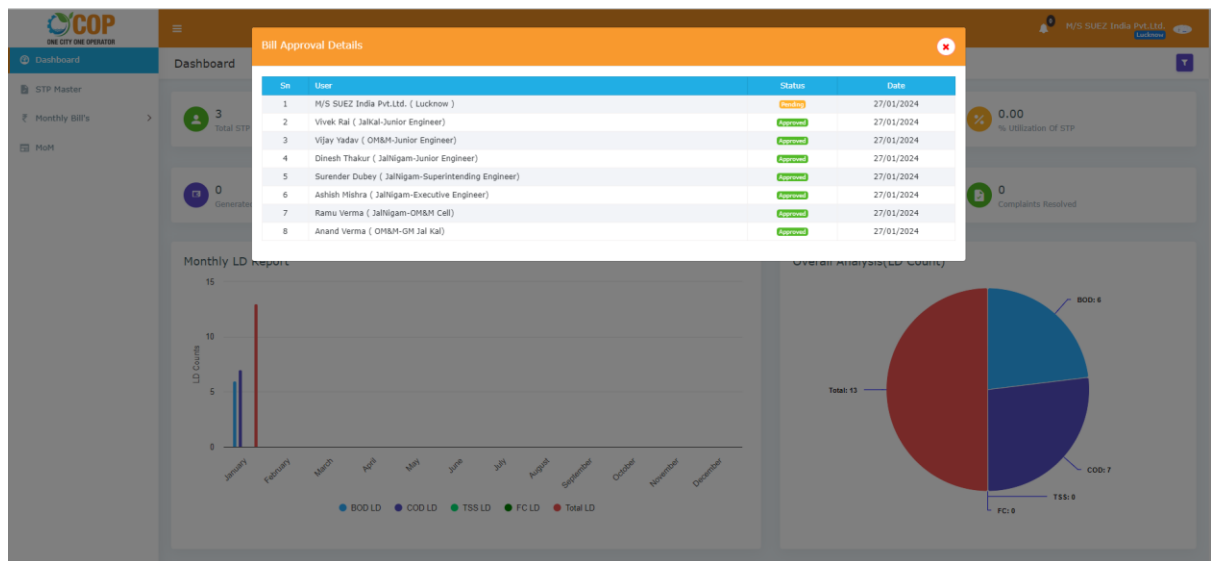 COP
ONE CITY ONE OPERATOR
0
M/S SUEZ India Pvt.Ltd.
Lucknow
Bill Approval Details
Dashboard
STP Master
Monthly Bill's
MoM
Dashboard
Sn User Status Date
1 M/S SUEZ India Pvt.Ltd. ( Lucknow ) Pending 27/01/2024
2 Vivek Rai ( JalKal-Junior Engineer) Approved 27/01/2024
3 Vijay Yadav ( OM&M-Junior Engineer) Approved 27/01/2024
4 Dinesh Thakur ( JalNigam-Junior Engineer) Approved 27/01/2024
5 Surender Dubey ( JalNigam-Superintending Engineer) Approved 27/01/2024
6 Ashish Mishra ( JalNigam-Executive Engineer) Approved 27/01/2024
7 Ramu Verma ( JalNigam-OM&M Cell) Approved 27/01/2024
8 Anand Verma ( OM&M-GM Jal Kal) Approved 27/01/2024
3
Total STP
0.00
% Utilization Of STP
0
0
Complaints Resolved
Monthly LD Report
15
10
5
0
LD Counts
January February March April May June July August September October November December
BOD LD COD LD TSS LD FC LD Total LD
Overall Analysis(LD Count)
BOD: 6
Total: 13
COD: 7
TSS: 0
FC: 0